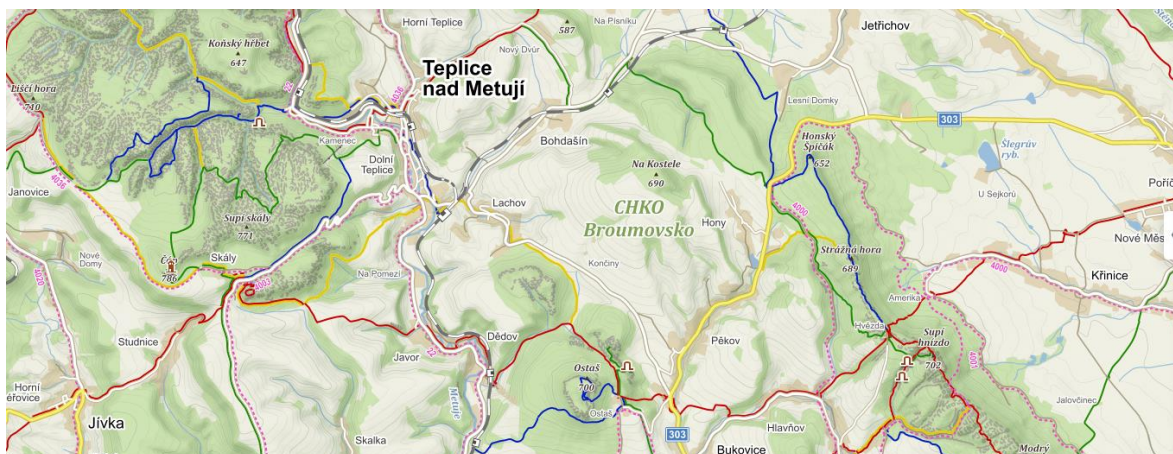 Horní Teplice
587
Na Písníku
Jetřichov
Koňský hřbet
647
Nový Dvůr
Teplice
nad Metují
4036
22
Lesní Domky
303
Liščí hora
710
Kamenec
Bohdašín
Honský
Špičák
652
Šlegrův
ryb.
Dolní
Teplice
Na Kostele
690
Janovice
4036
U Sejkorů
Supí skály
771
Lachov
CHKO
Broumovsko
Hony
4000
Nové Měs
Strážná hora
689
Čáp
786
Skály
Nové
Domy
4020
4003
Na Pomezí
Končiny
4000
Křinice
Amerika
Hvězda
Supí
hnízdo
702
4001
Studnice
Javor
22
Dědov
Pěkov
Ostaš
700
Ostaš
Metuje
Horní
Jívka
Skalka
303
Hlavňov
Bukovice
Jalovčinec
Modrý